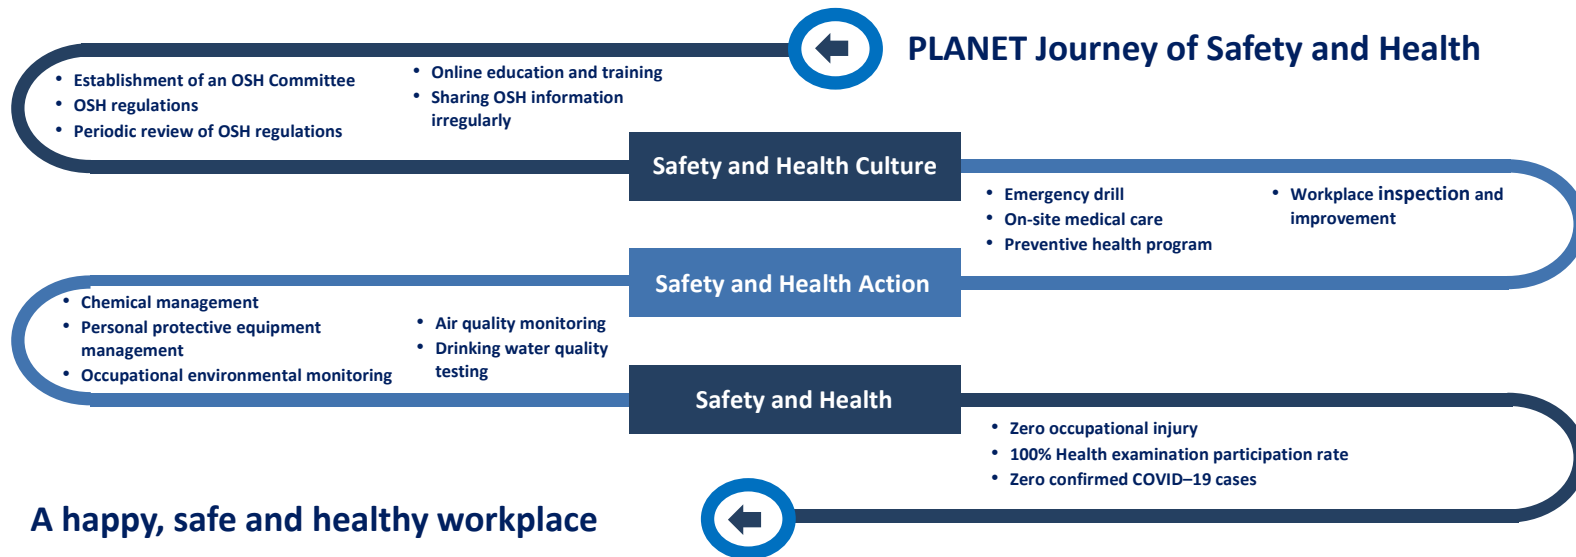 PLANET Journey of Safety and Health
• Establishment of an OSH Committee
• OSH regulations
• Periodic review of OSH regulations
• Online education and training
• Sharing OSH information
irregularly
Safety and Health Culture
• Emergency drill
• On-site medical care
• Preventive health program
• Workplace inspection and
improvement
Safety and Health Action
• Chemical management
• Personal protective equipment
management
• Occupational environmental monitoring
• Air quality monitoring
• Drinking water quality
testing
Safety and Health
• Zero occupational injury
• 100% Health examination participation rate
• Zero confirmed COVID–19 cases
A happy, safe and healthy workplace